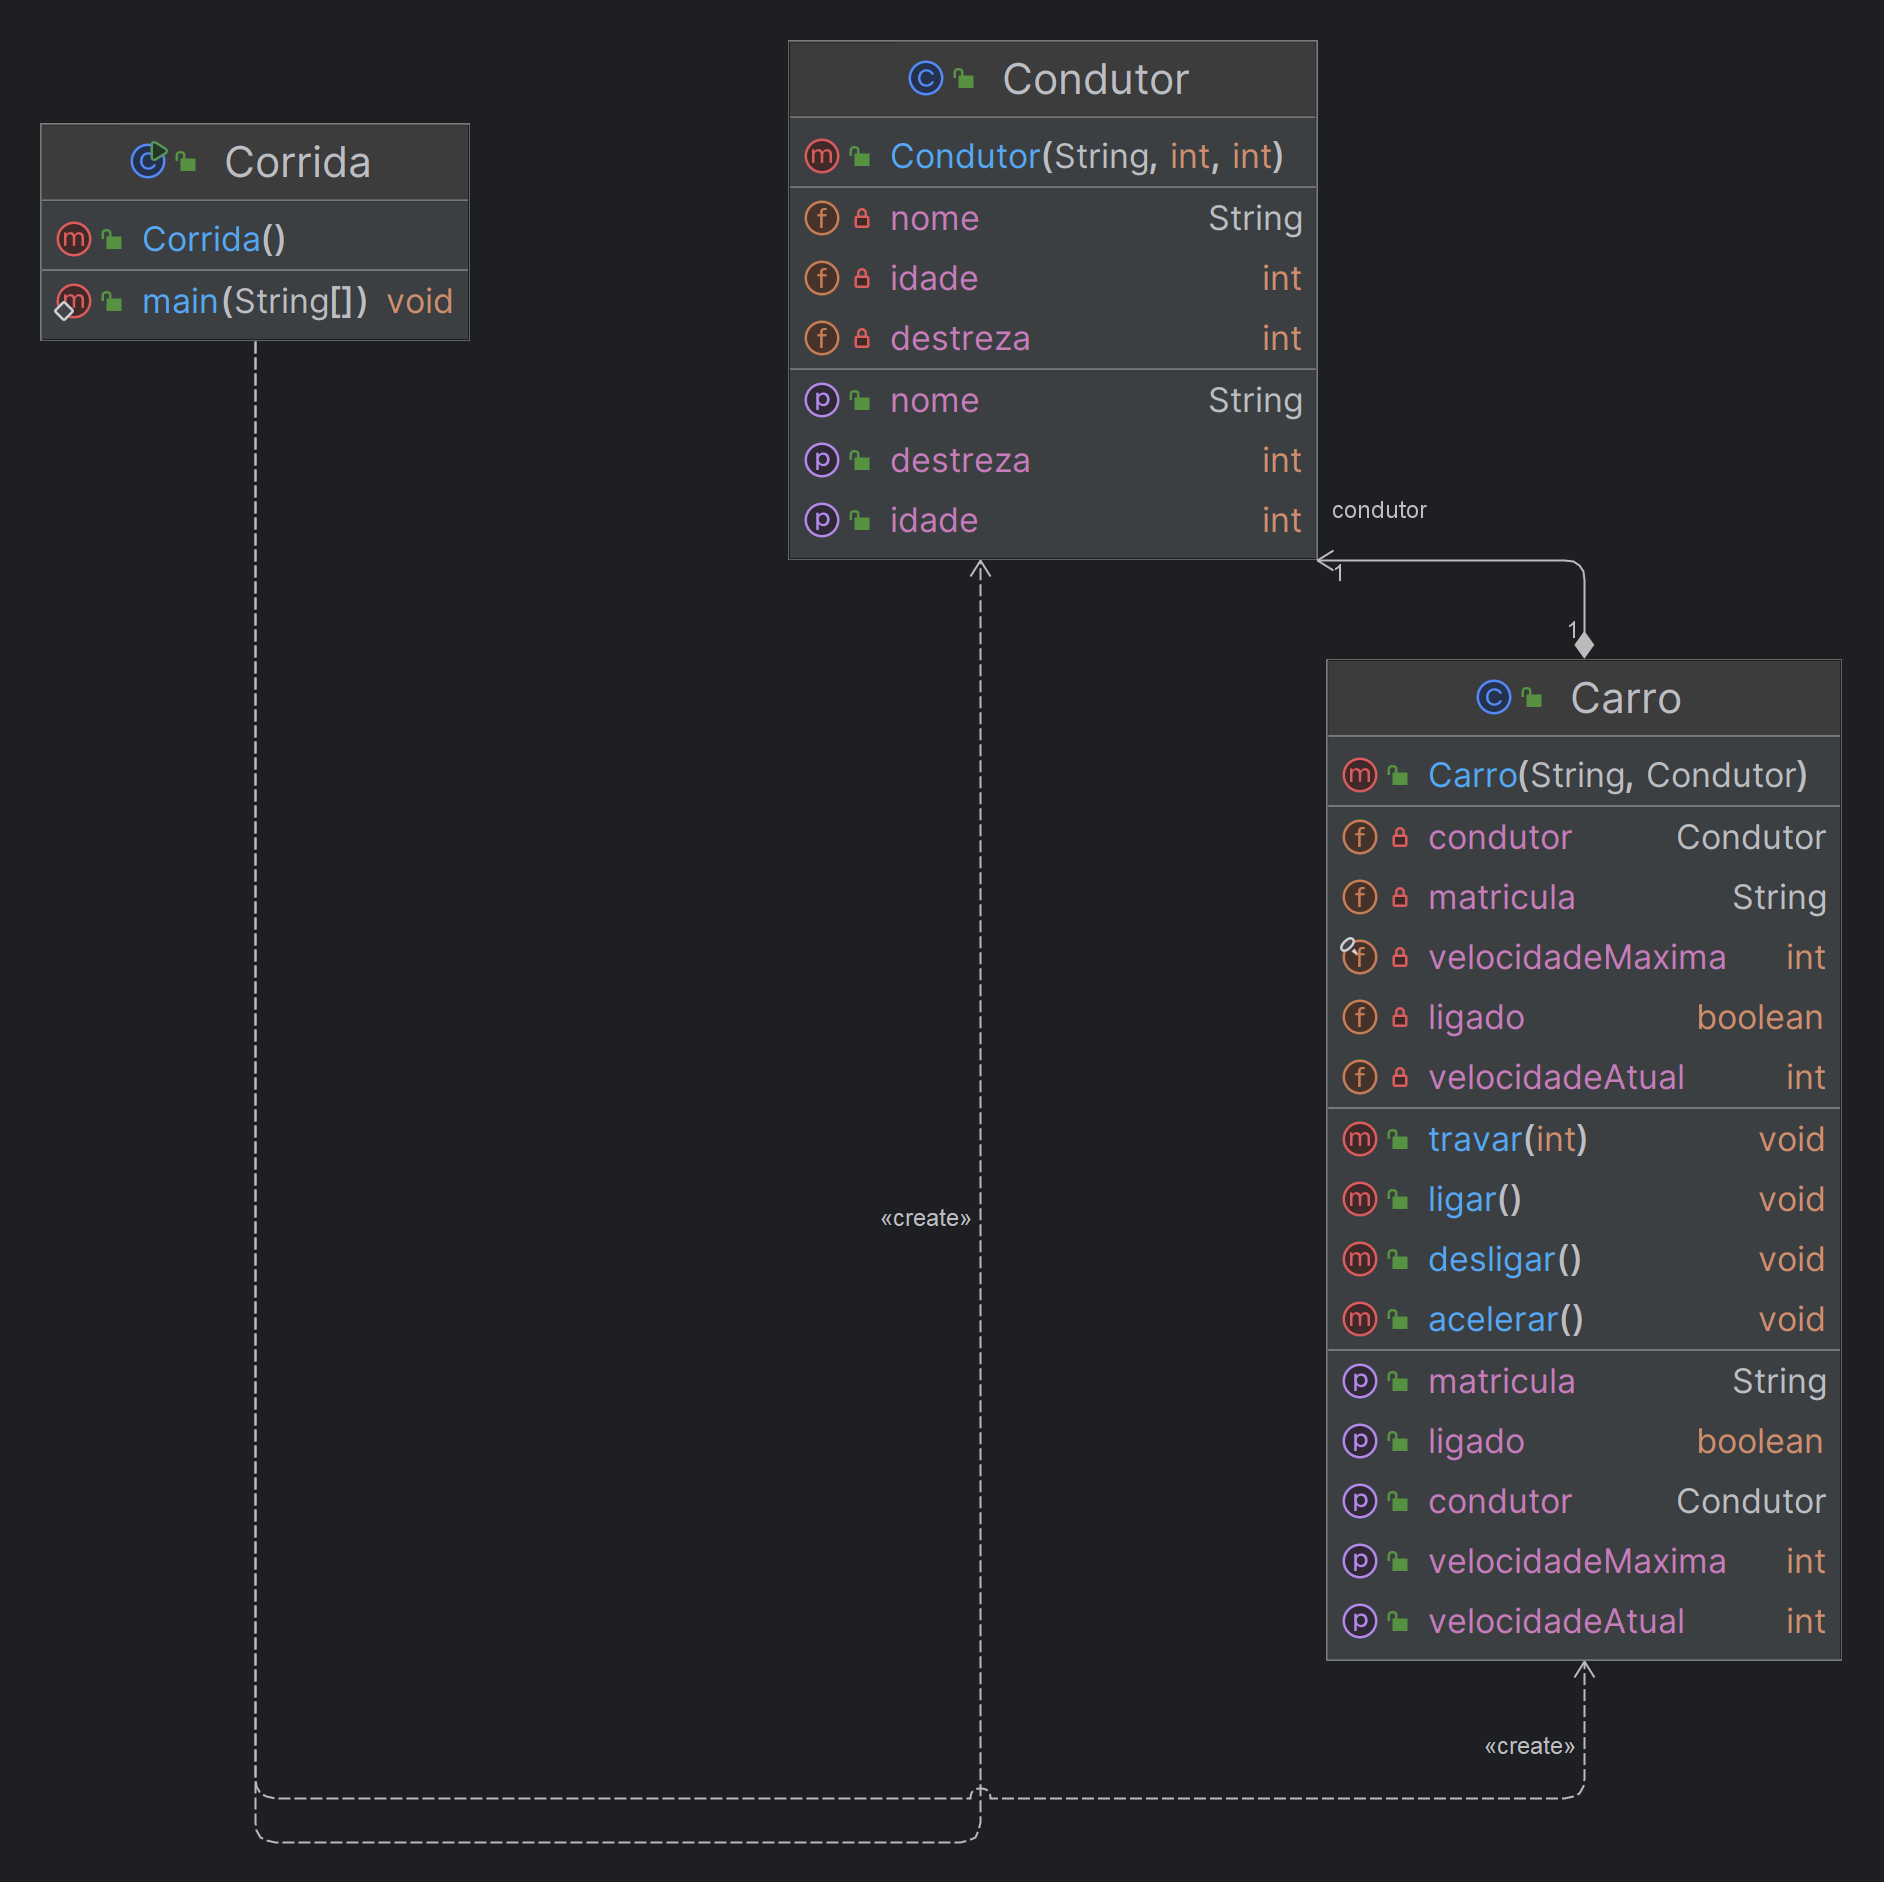 Corrida
Corrida()
main(String[]) void
Condutor
Condutor(String, int, int)
nome String
idade int
destreza int
nome String
destreza int
idade int
condutor
1
1
Carro
Carro(String, Condutor)
condutor Condutor
matricula String
velocidadeMaxima int
ligado boolean
velocidadeAtual int
travar(int) void
ligar() void
desligar() void
acelerar() void
matricula String
ligado boolean
condutor Condutor
velocidadeMaxima int
velocidadeAtual int
«create»
«create»